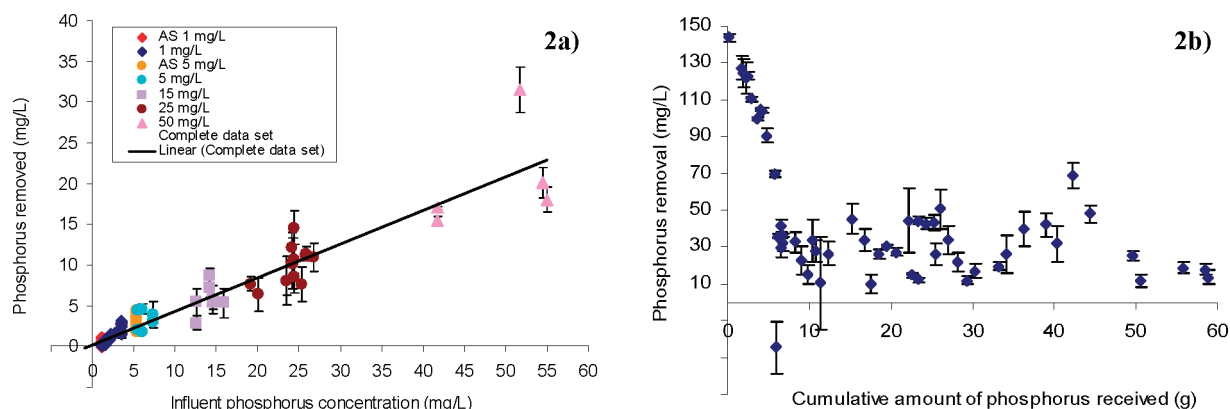 2a)
AS 1 mg/L
1 mg/L
AS 5 mg/L
5 mg/L
15 mg/L
25 mg/L
50 mg/L
Complete data set
Linear (Complete data set)
Phosphorus removed (mg/L)
40
35
30
25
20
15
10
5
0
0 5 10 15 20 25 30 35 40 45 50 55 60
Influent phosphorus concentration (mg/L)
2b)
Phosphorus removal (mg/L)
150
130
110
90
70
50
30
10
0 10 20 30 40 50 60
Cumulative amount of phosphorus received (g)